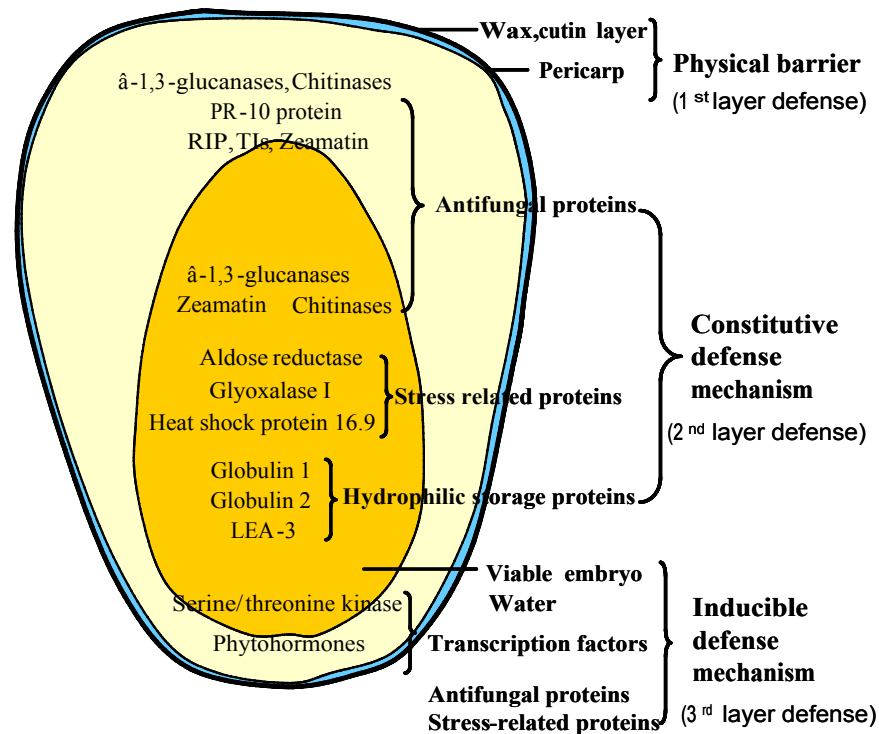 Wax,cutin layer
Pericarp
Physical barrier
(1 st layer defense)
â-1,3-glucanases, Chitinases
PR-10 protein
RIP, TIs, Zeamatin
Antifungal proteins
â-1,3-glucanases
Zeamatin Chitinases
Aldose reductase
Glyoxalase I
Heat shock protein 16.9
Stress related proteins
Globulin 1
Globulin 2
LEA-3
Hydrophilic storage proteins
Constitutive
defense
mechanism
(2 nd layer defense)
Viable embryo
Water
Serine/threonine kinase
Phytohormones
Transcription factors
Antifungal proteins
Stress-related proteins
Inducible
defense
mechanism
(3 rd layer defense)